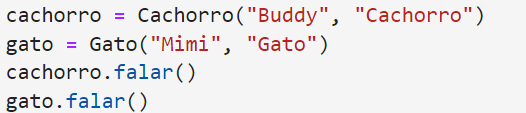 cachorro = Cachorro("Buddy", "Cachorro")
gato = Gato("Mimi", "Gato")
cachorro.falar()
gato.falar()